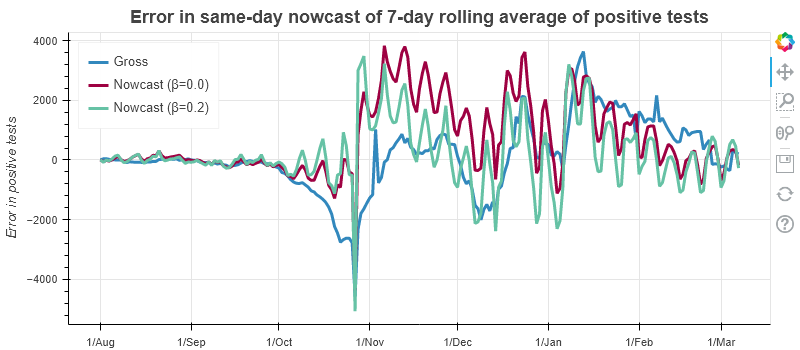 Error in same-day nowcast of 7-day rolling average of positive tests
Error in positive tests
4000
2000
0
−2000
−4000
Gross
Nowcast (β=0.0)
Nowcast (β=0.2)
1/Aug
1/Sep
1/Oct
1/Nov
1/Dec
1/Jan
1/Feb
1/Mar